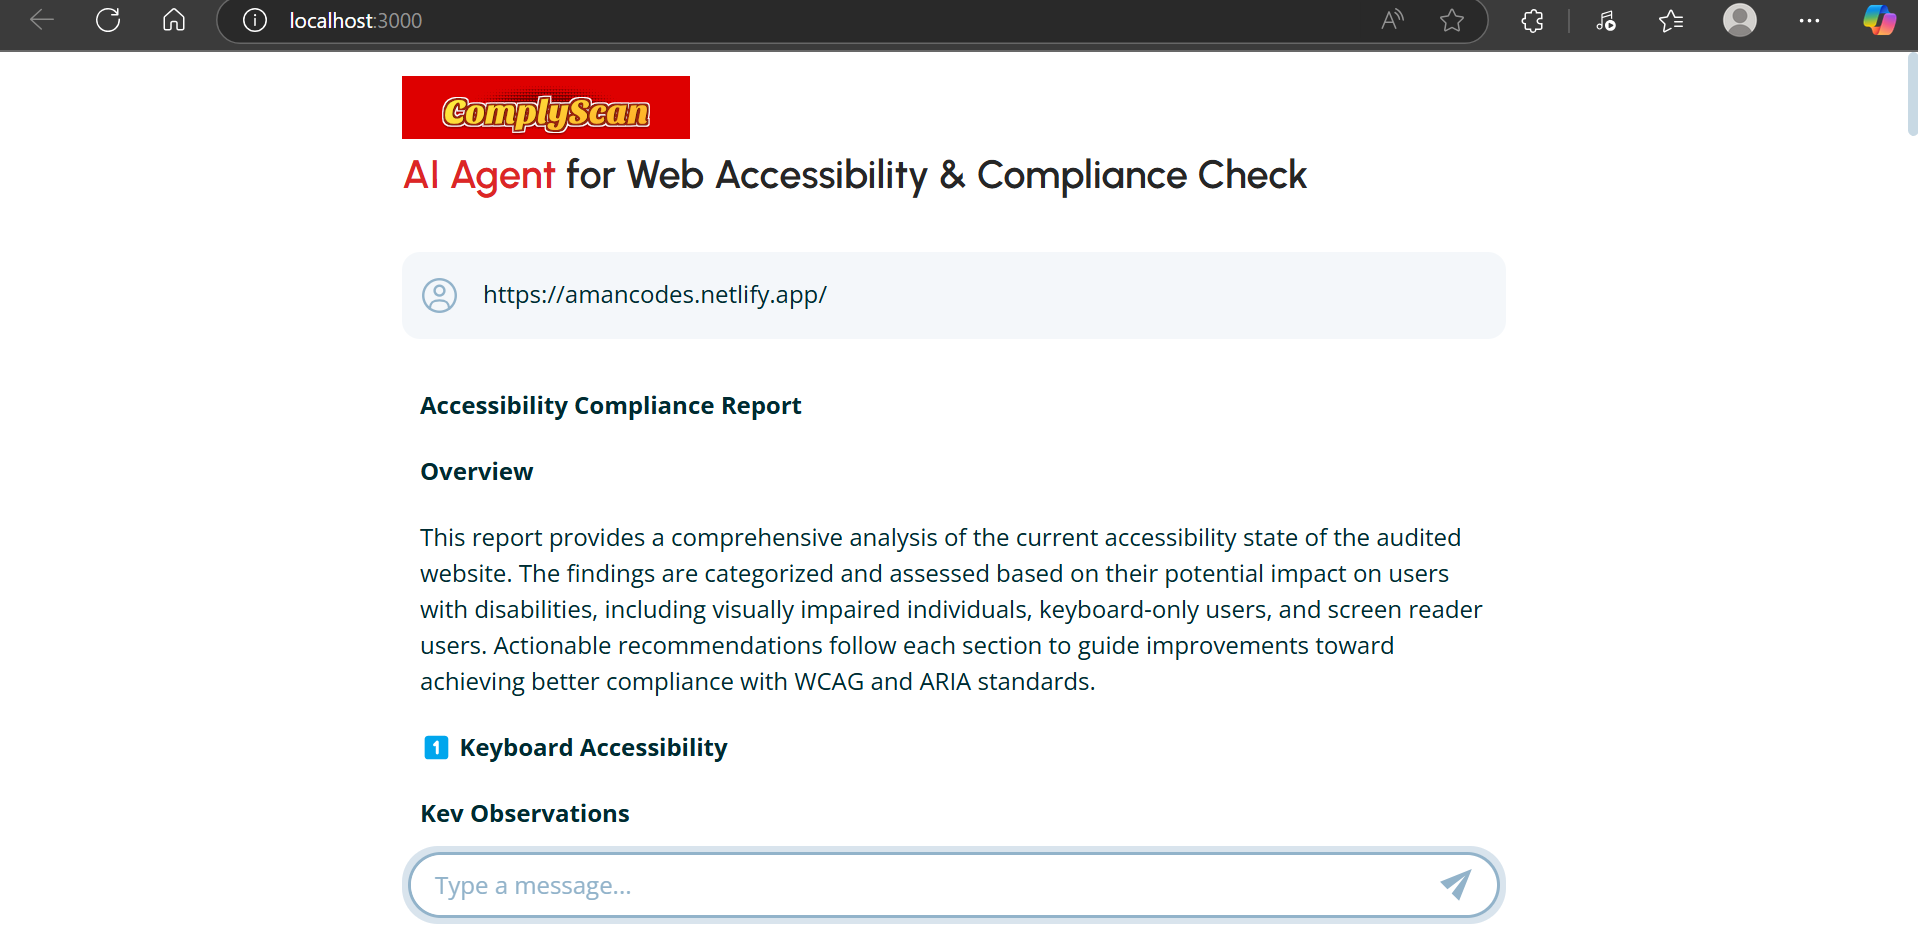 localhost:3000
ComplyScan
AI Agent for Web Accessibility & Compliance Check
https://amancodes.netlify.app/
Accessibility Compliance Report
Overview
This report provides a comprehensive analysis of the current accessibility state of the audited
website. The findings are categorized and assessed based on their potential impact on users
with disabilities, including visually impaired individuals, keyboard-only users, and screen reader
users. Actionable recommendations follow each section to guide improvements toward
achieving better compliance with WCAG and ARIA standards.
1 Keyboard Accessibility
Key Observations
Type a message...